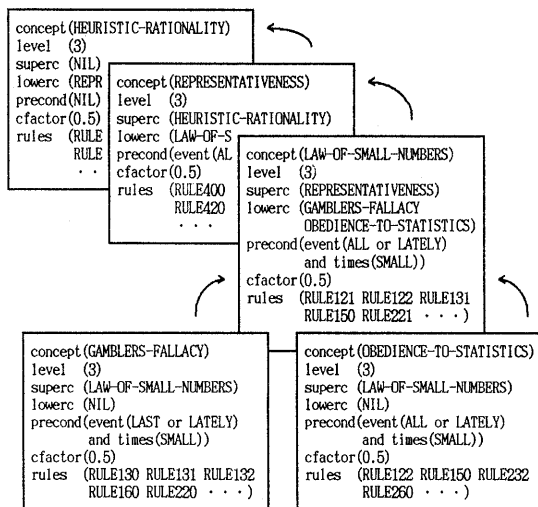 concept(HEURISTIC-RATIONALITY)
level (3)
superc (NIL)
lowerc (REPR
precond(NIL)
cfactor(0.5)
rules (RULE
RULE
· ·
concept(REPRESENTATIVENESS)
level (3)
superc (HEURISTIC-RATIONALITY)
lowerc (LAW-OF-S
precond(event(AL
cfactor(0.5)
rules (RULE400
RULE420
· · ·
concept(LAW-OF-SMALL-NUMBERS)
level (3)
superc (REPRESENTATIVENESS)
lowerc (GAMBLERS-FALLACY
OBEDIENCE-TO-STATISTICS)
precond(event(ALL or LATELY)
and times(SMALL))
cfactor(0.5)
rules (RULE121 RULE122 RULE131
RULE150 RULE221 · · ·)
concept(GAMBLERS-FALLACY)
level (3)
superc (LAW-OF-SMALL-NUMBERS)
lowerc (NIL)
precond(event(LAST or LATELY)
and times(SMALL))
cfactor(0.5)
rules (RULE130 RULE131 RULE132
RULE160 RULE220 · · ·)
concept(OBEDIENCE-TO-STATISTICS)
level (3)
superc (LAW-OF-SMALL-NUMBERS)
lowerc (NIL)
precond(event(ALL or LATELY)
and times(SMALL))
cfactor(0.5)
rules (RULE122 RULE150 RULE232
RULE260 · · ·)